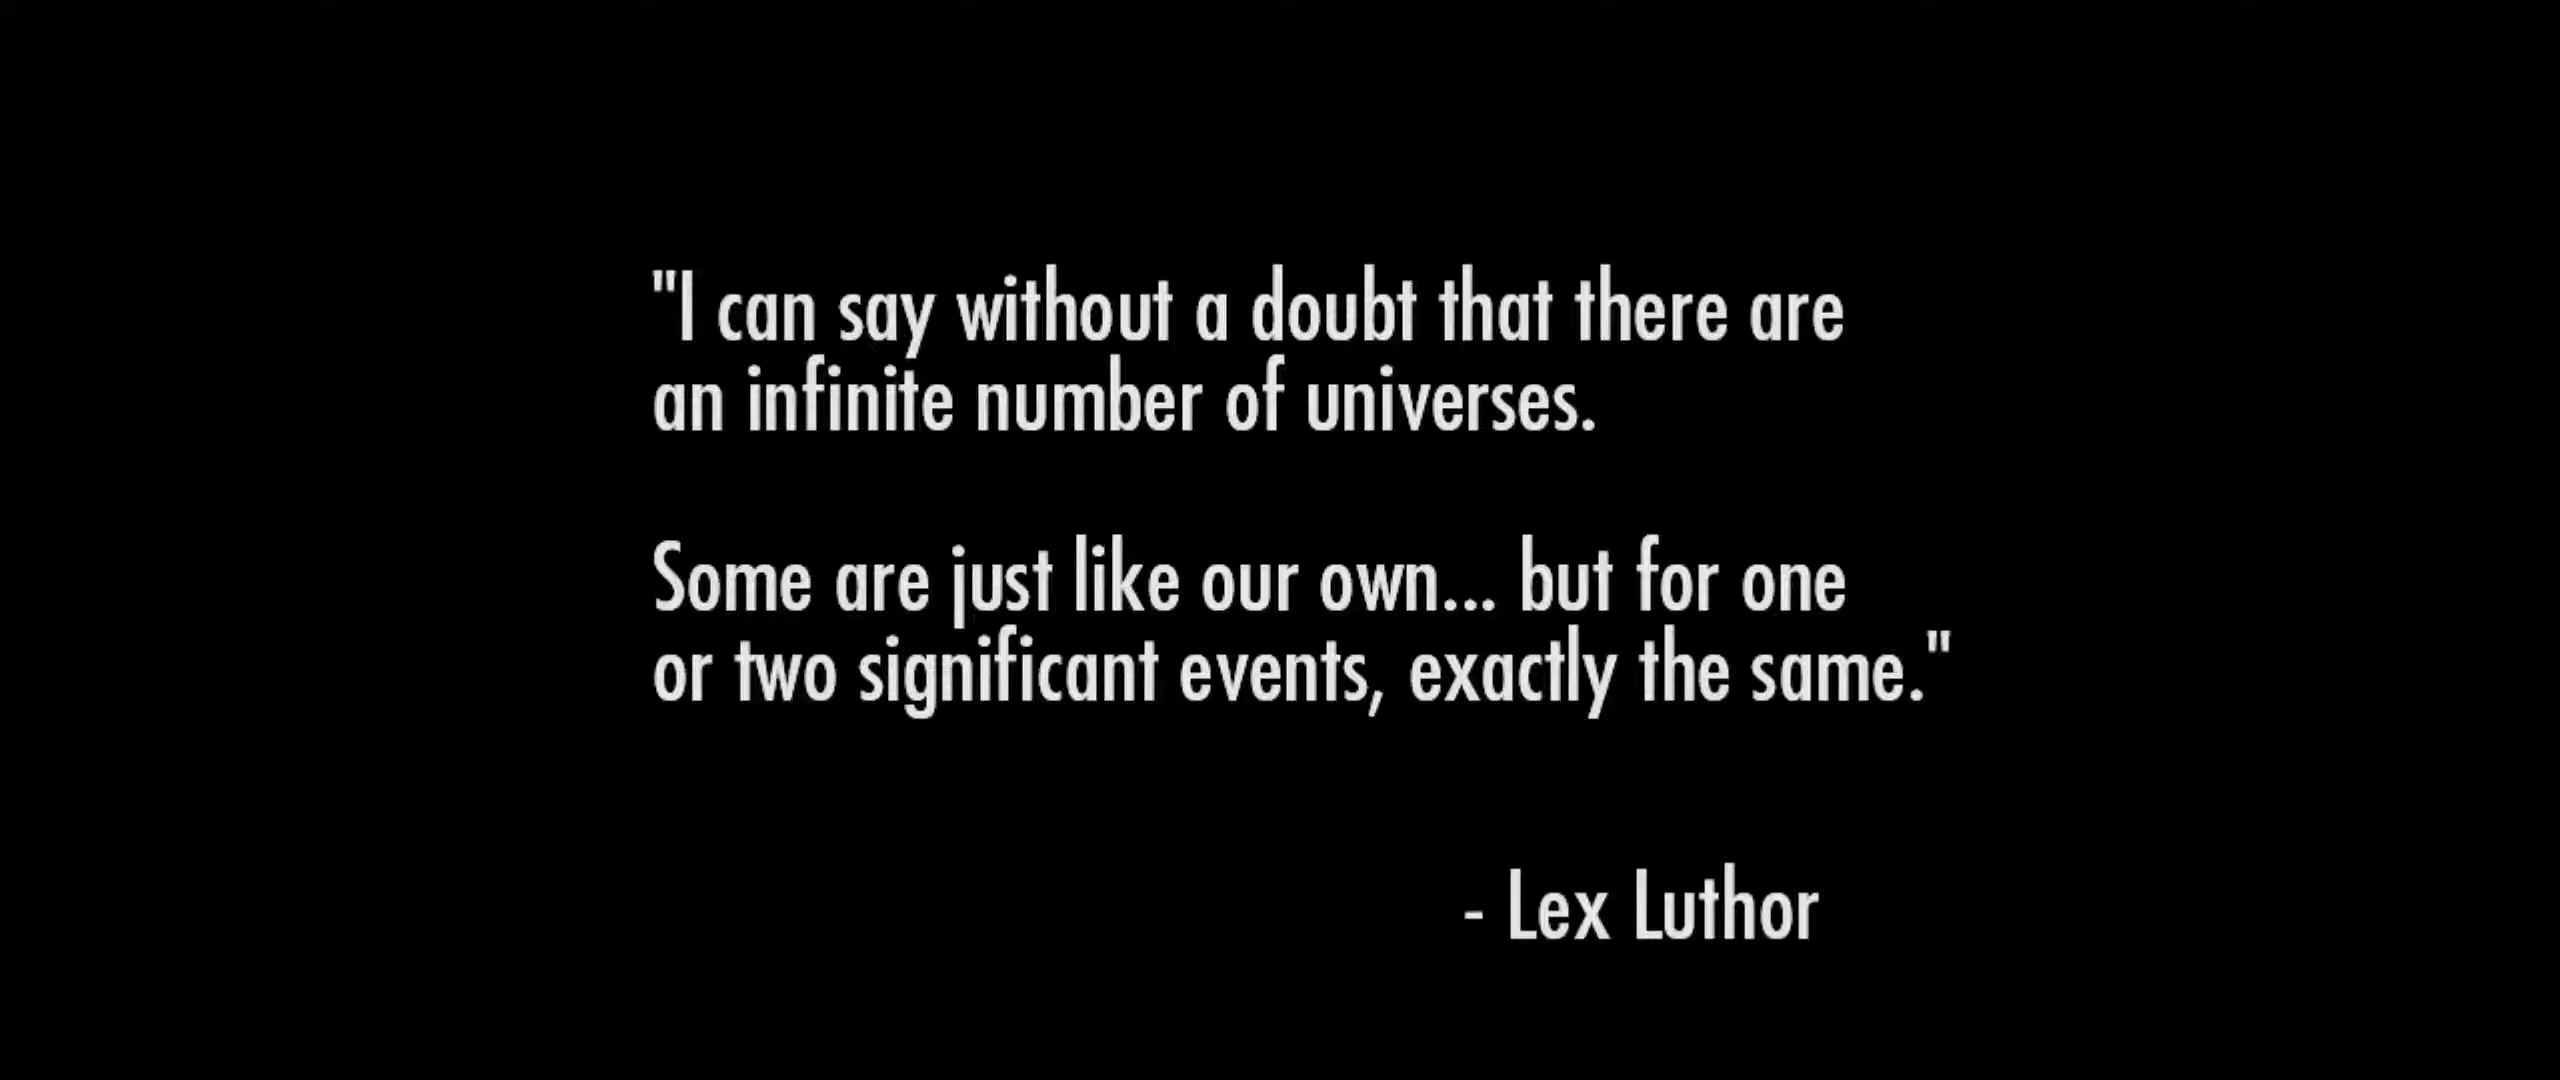 "I can say without a doubt that there are
an infinite number of universes.
Some are just like our own... but for one
or two significant events, exactly the same."
- Lex Luthor